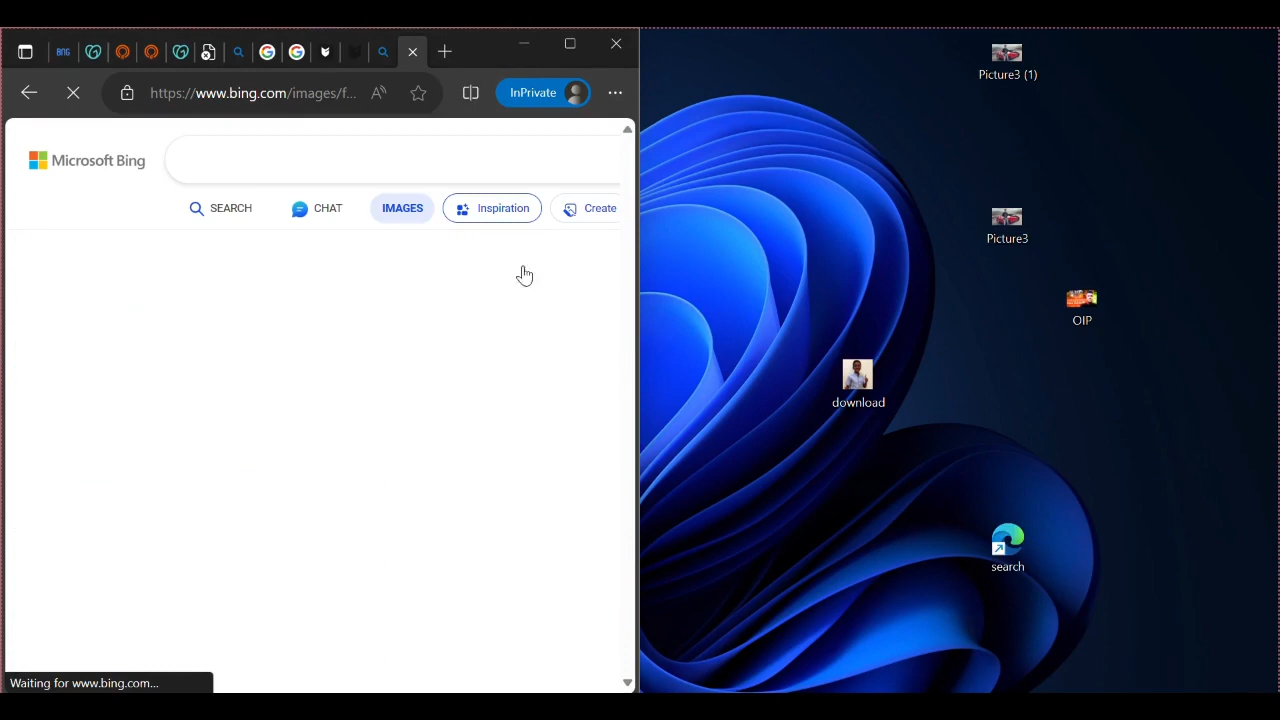 BNG
https://www.bing.com/images/f...
InPrivate
Microsoft Bing
SEARCH
CHAT
IMAGES
Inspiration
Create
Waiting for www.bing.com...
Picture3 (1)
Picture3
OIP
download
search